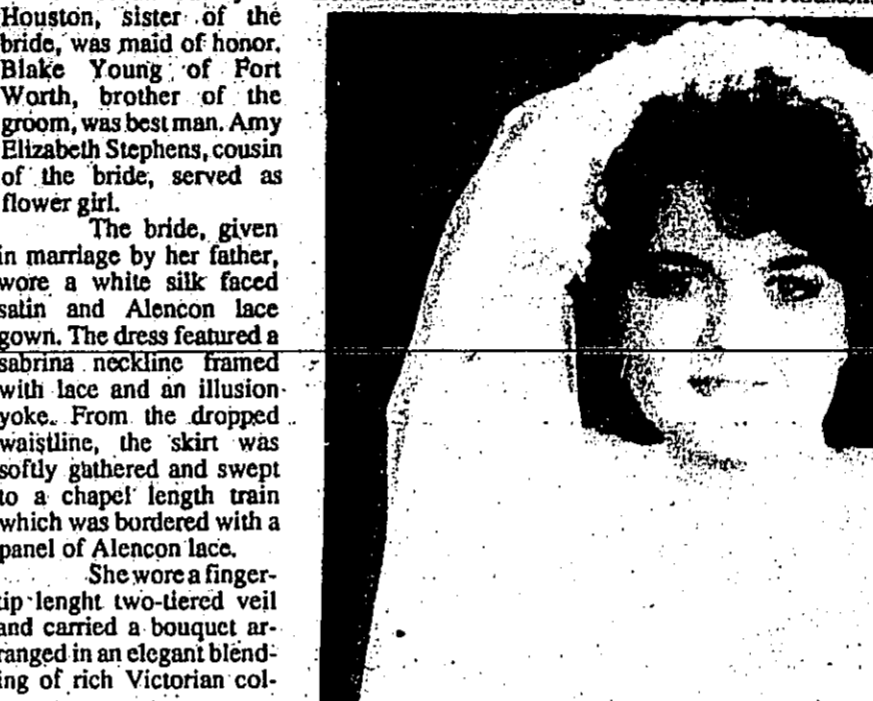 Houston, sister of the
bride, was maid of honor.
Blake Young of Fort
Worth, brother of the
groom, was best man. Amy
Elizabeth Stephens, cousin
of the bride, served as
flower girl.
The bride, given
in marriage by her father,
wore a white silk faced
satin and Alencon lace
gown. The dress featured a
sabrina neckline framed
with lace and an illusion
yoke. From the dropped
waistline, the skirt was
softly gathered and swept
to a chapel length train
which was bordered with a
panel of Alencon lace.
She wore a finger-
tip lenght two-tiered veil
and carried a bouquet ar-
ranged in an elegant blend-
ing of rich Victorian col-